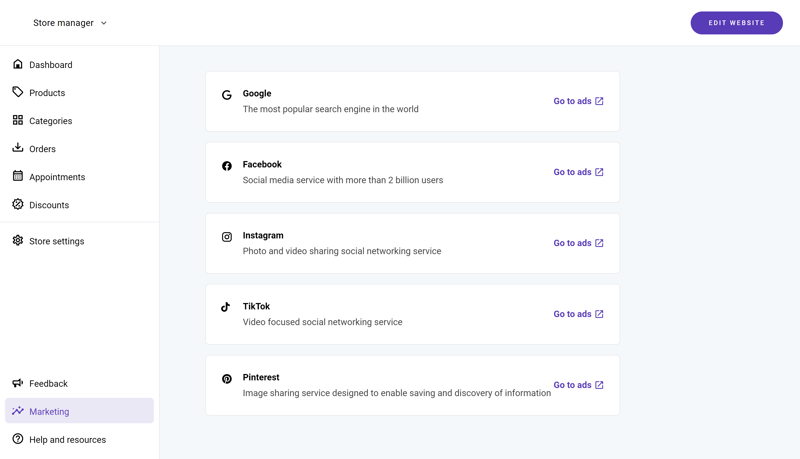 Store manager
EDIT WEBSITE
Dashboard
Products
Categories
Orders
Appointments
Discounts
Store settings
Feedback
Marketing
Help and resources
Google
The most popular search engine in the world
Go to ads
Facebook
Social media service with more than 2 billion users
Go to ads
Instagram
Photo and video sharing social networking service
Go to ads
TikTok
Video focused social networking service
Go to ads
Pinterest
Image sharing service designed to enable saving and discovery of information
Go to ads